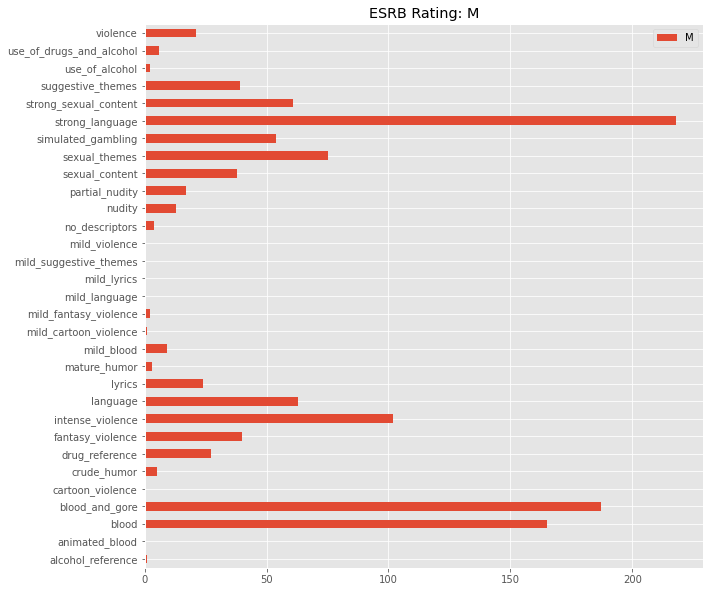 ESRB Rating: M
M
violence
use_of_drugs_and_alcohol
use_of_alcohol
suggestive_themes
strong_sexual_content
strong_language
simulated_gambling
sexual_themes
sexual_content
partial_nudity
nudity
no_descriptors
mild_violence
mild_suggestive_themes
mild_lyrics
mild_language
mild_fantasy_violence
mild_cartoon_violence
mild_blood
mature_humor
lyrics
language
intense_violence
fantasy_violence
drug_reference
crude_humor
cartoon_violence
blood_and_gore
blood
animated_blood
alcohol_reference
0 50 100 150 200